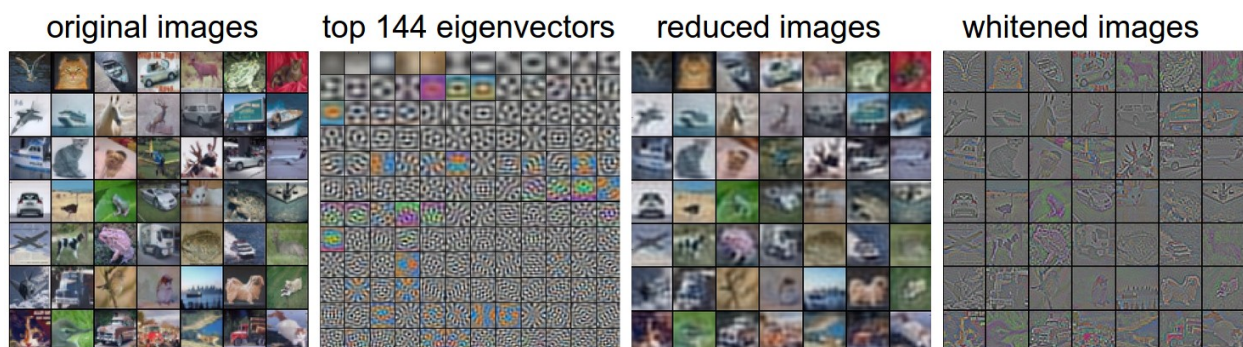 original images
top 144 eigenvectors
reduced images
whitened images